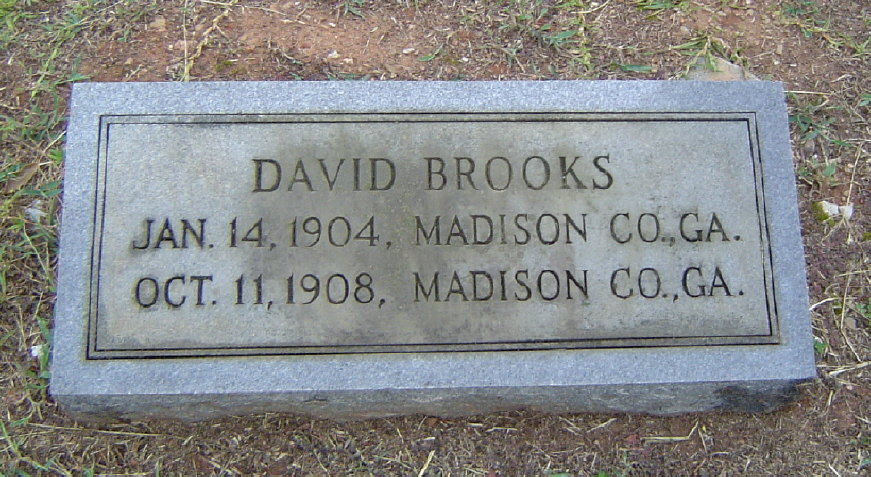 DAVID BROOKS
JAN. 14, 1904, MADISON CO., GA.
OCT. 11, 1908, MADISON CO., GA.